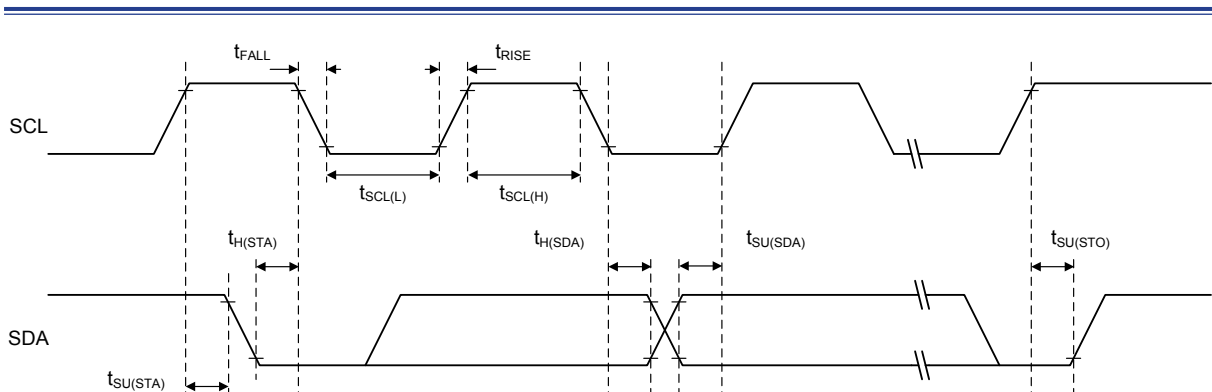 tFALL
tRISE
SCL
tSCL(L)
tSCL(H)
tH(STA)
tH(SDA)
tSU(SDA)
tSU(STO)
SDA
tSU(STA)